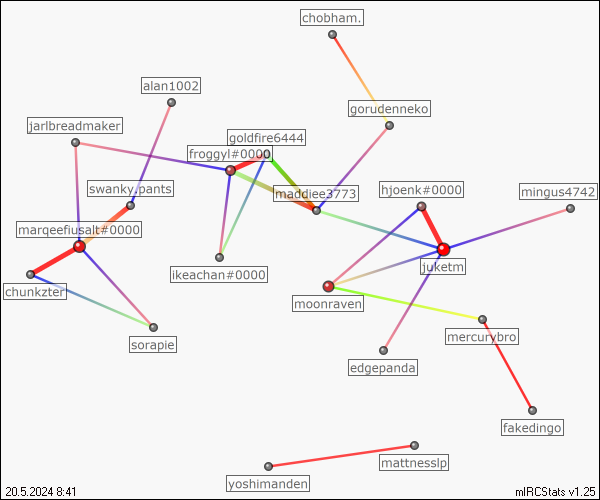 chobham.
alan1002
gorudenneko
jarlbreadmaker
goldfire6444
froggyl#0000
swanky.pants
maddiee3773
hjoenk#0000
mingus4742
marqeefiusalt#0000
juketm
ikeachan#0000
chunkzter
moonraven
sorapie
mercurybro
edgepanda
fakedingo
mattnesslp
yoshimanden
20.5.2024 8:41
mIRCStats v1.25